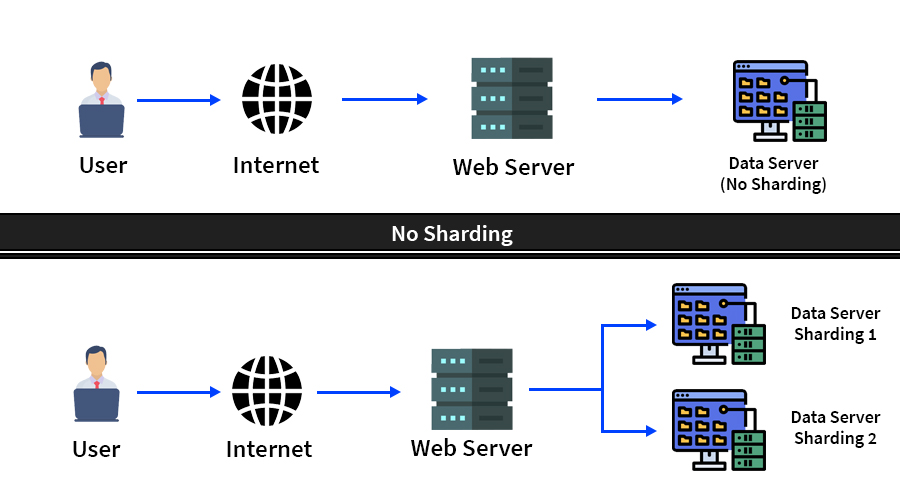 User
Internet
Web Server
Data Server
(No Sharding)
No Sharding
User
Internet
Web Server
Data Server
Sharding 1
Data Server
Sharding 2